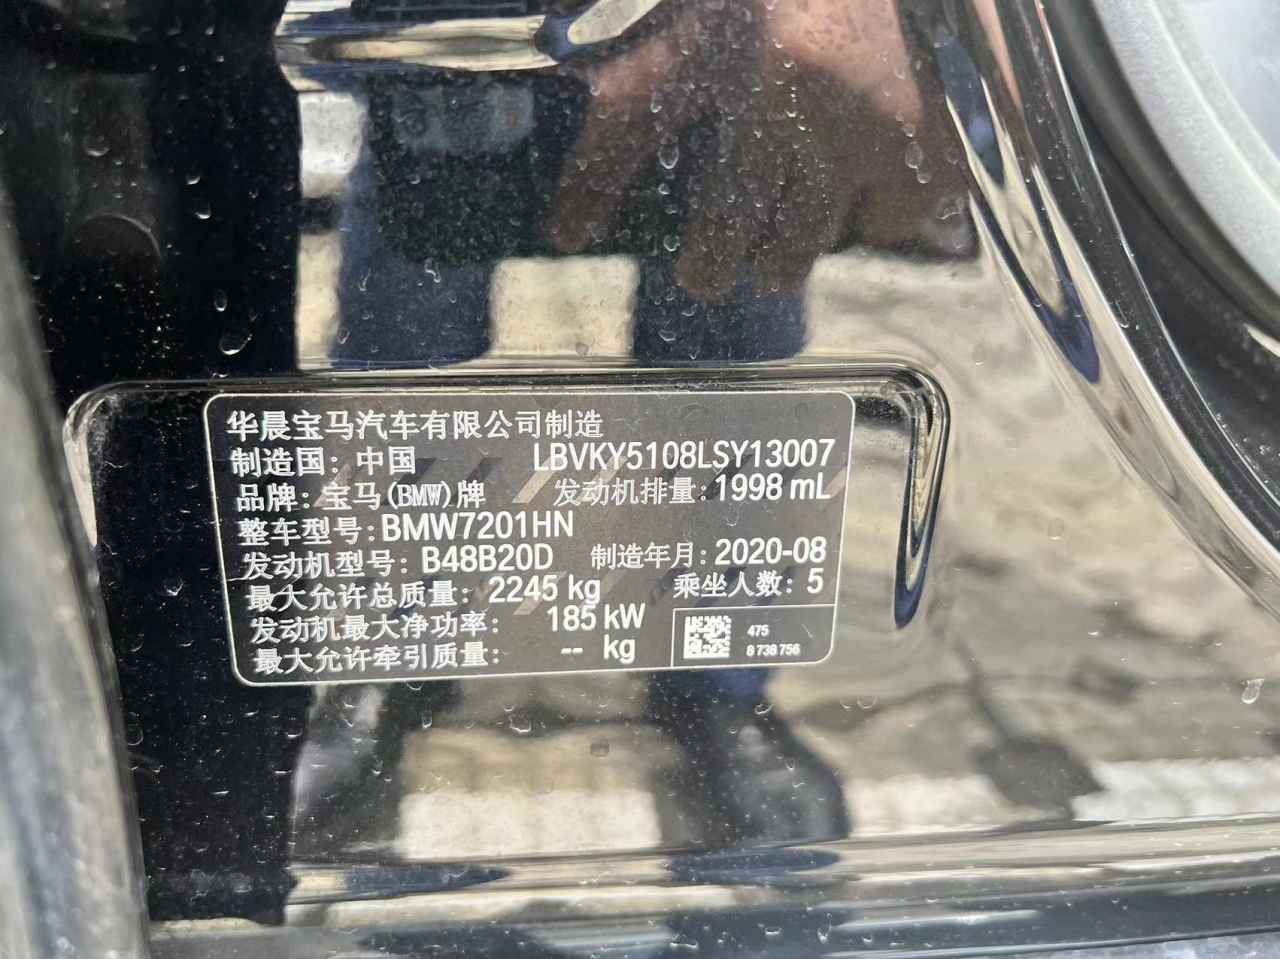 华晨宝马汽车有限公司制造
制造国：中国 LBVKY5108LSY13007
品牌：宝马(BMW)牌 发动机排量：1998 mL
整车型号：BMW7201HN
发动机型号：B48B20D 制造年月：2020-08
最大允许总质量：2245 kg 乘坐人数：5
发动机最大净功率：185 kW
最大允许牵引质量：-- kg
475
8 738 756